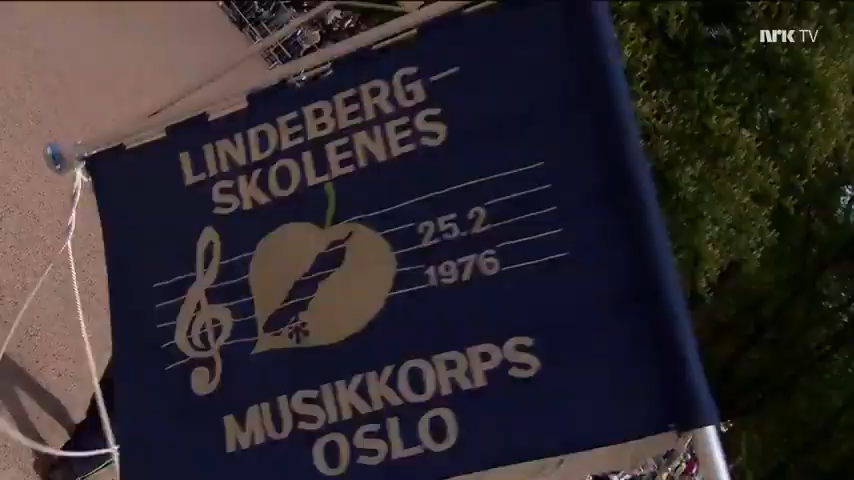 NRK TV
LINDEBERG-
SKOLENES
25.2
1976
MUSIKKORPS
OSLO